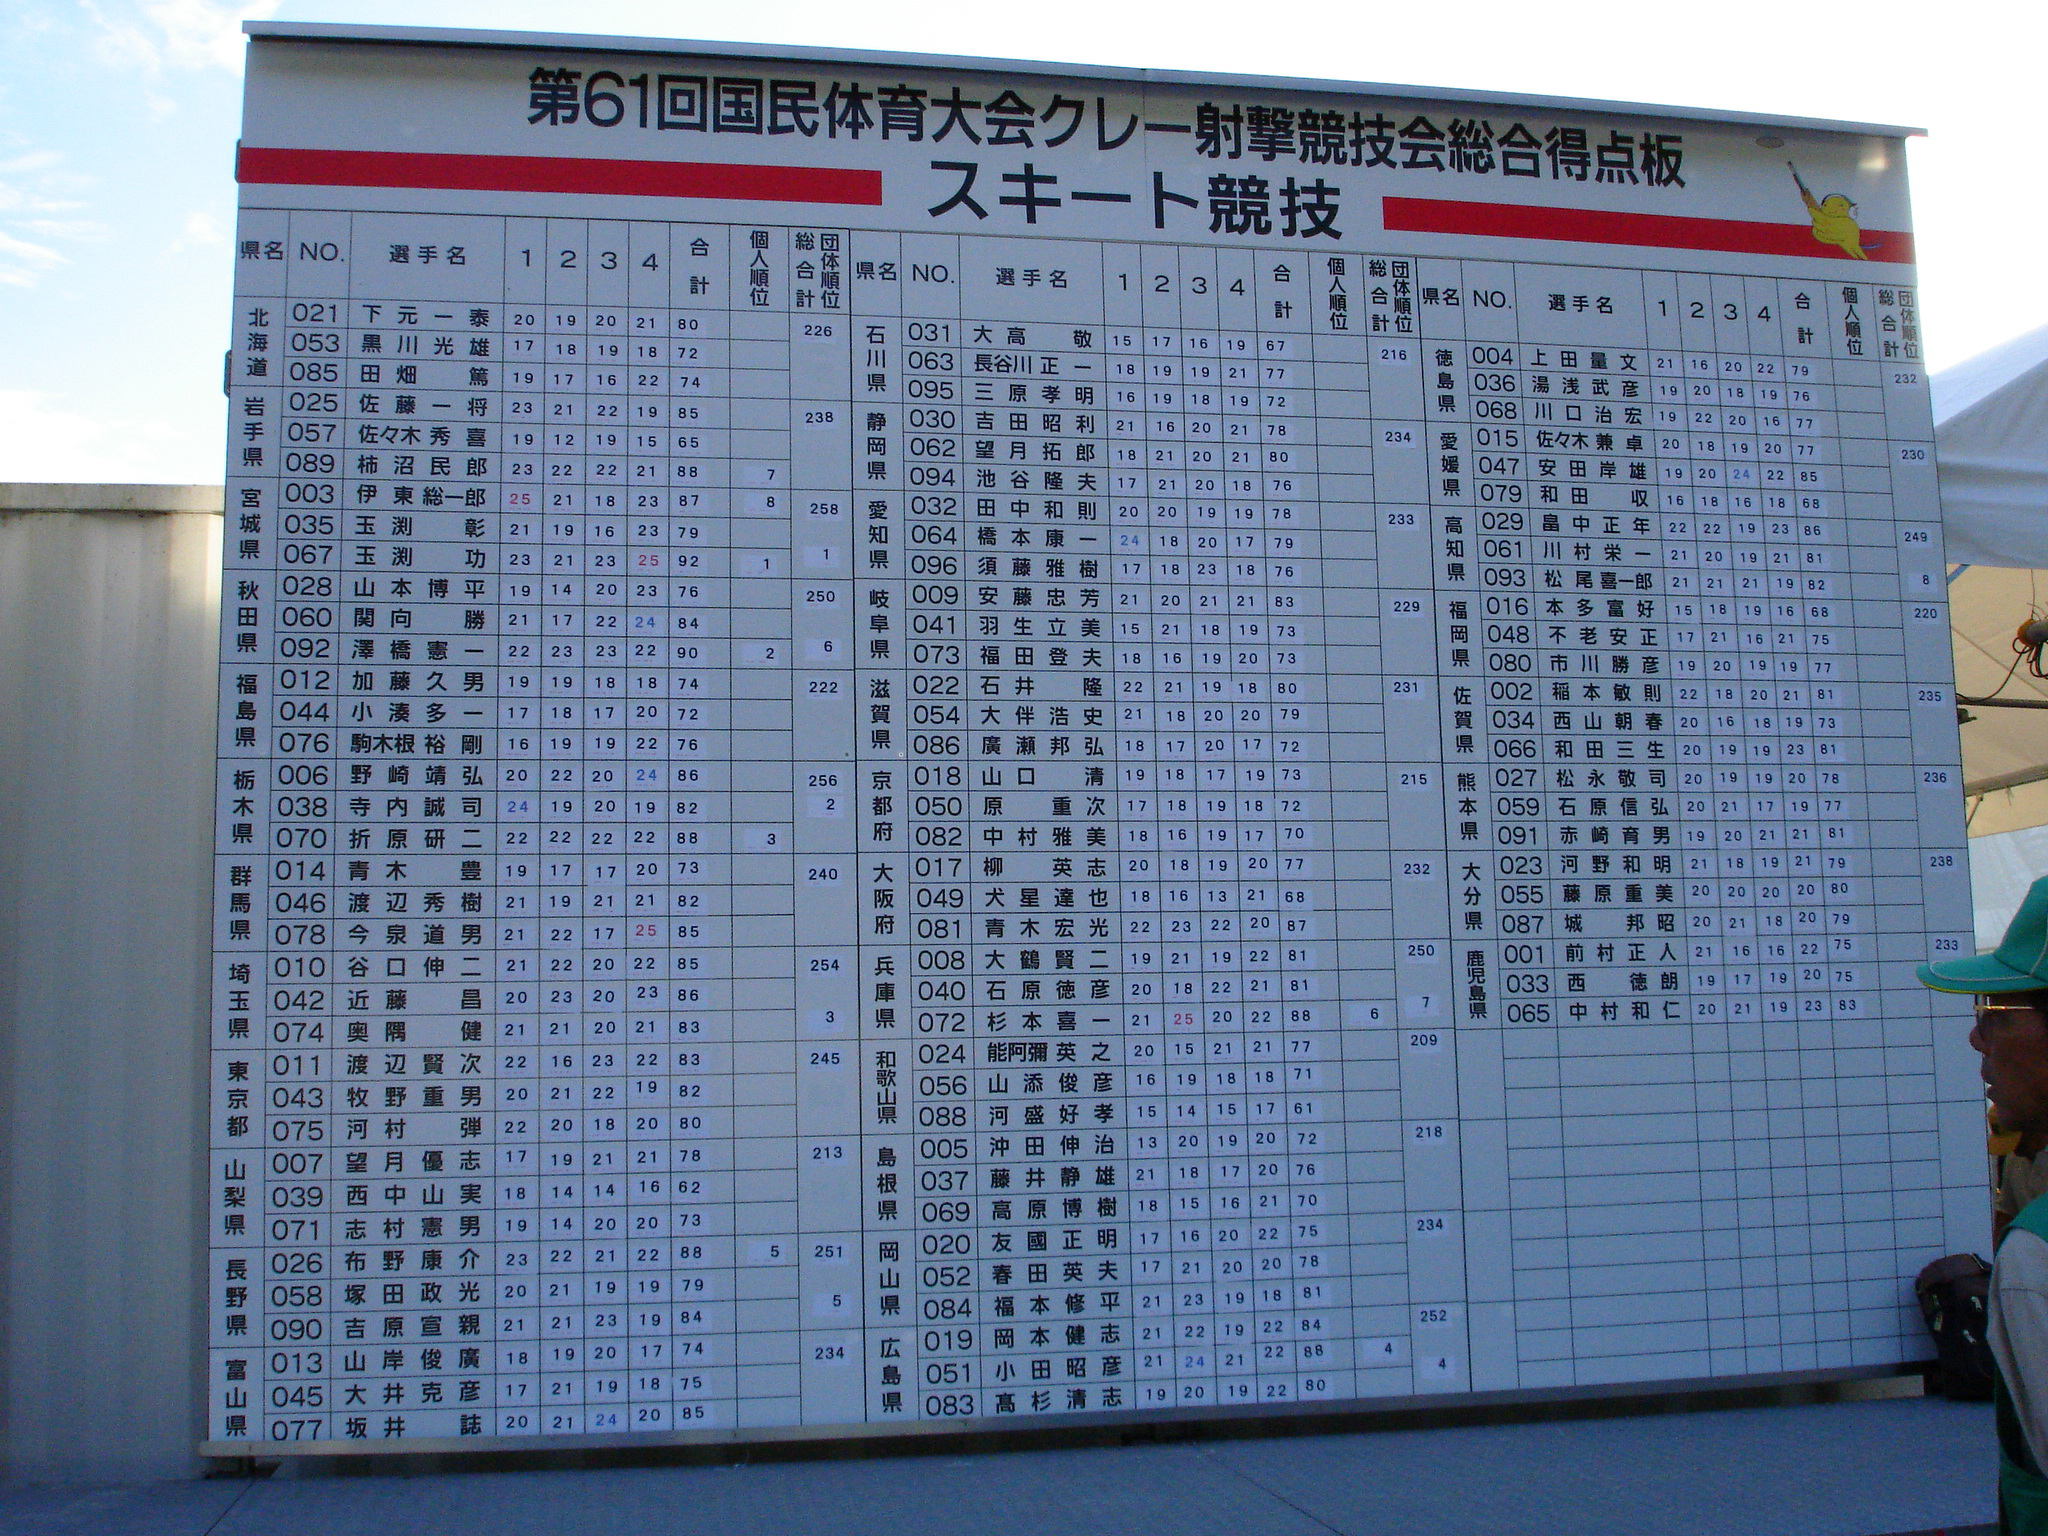 第61回国民体育大会クレー射撃競技会総合得点板
スキート競技
県名 NO. 選手名 1 2 3 4 合計 個人順位 総合計 団体順位
北海道
021 下元一泰 20 19 20 21 80 226
053 黒川光雄 17 18 19 18 72
085 田畑篤 19 17 16 22 74
岩手県
025 佐藤一将 23 21 22 19 85 238
057 佐々木秀喜 19 12 19 15 65
089 柿沼民郎 23 22 22 21 88 7
宮城県
003 伊東総一郎 25 21 18 23 87 8 258
035 玉渕彰 21 19 16 23 79
067 玉渕功 23 21 23 25 92 1 1
秋田県
028 山本博平 19 14 20 23 76 250
060 関向勝 21 17 22 24 84
092 澤橋憲一 22 23 23 22 90 2 6
福島県
012 加藤久男 19 19 18 18 74 222
044 小湊多一 17 18 17 20 72
076 駒木根裕剛 16 19 19 22 76
栃木県
006 野崎靖弘 20 22 20 24 86 256
038 寺内誠司 24 19 20 19 82 2
070 折原研二 22 22 22 22 88 3
群馬県
014 青木豊 19 17 17 20 73 240
046 渡辺秀樹 21 19 21 21 82
078 今泉道男 21 22 17 25 85
埼玉県
010 谷口伸二 21 22 20 22 85 254
042 近藤昌 20 23 20 23 86
074 奥隅健 21 21 20 21 83 3
東京都
011 渡辺賢次 22 16 23 22 83 245
043 牧野重男 20 21 22 19 82
075 河村弾 22 20 18 20 80
山梨県
007 望月優志 17 19 21 21 78 213
039 西中山実 18 14 14 16 62
071 志村憲男 19 14 20 20 73
長野県
026 布野康介 23 22 21 22 88 5 251
058 塚田政光 20 21 19 19 79 5
090 吉原宣親 21 21 23 19 84
富山県
013 山岸俊廣 18 19 20 17 74 234
045 大井克彦 17 21 19 18 75
077 坂井誌 20 21 24 20 85
県名 NO. 選手名 1 2 3 4 合計 個人順位 総合計 団体順位
石川県
031 大高敬 15 17 16 19 67 216
063 長谷川正一 18 19 19 21 77
095 三原孝明 16 19 18 19 72
静岡県
030 吉田昭利 21 16 20 21 78 234
062 望月拓郎 18 21 20 21 80
094 池谷隆夫 17 21 20 18 76
愛知県
032 田中和則 20 20 19 19 78 233
064 橋本康一 24 18 20 17 79
096 須藤雅樹 17 18 23 18 76
岐阜県
009 安藤忠芳 21 20 21 21 83 229
041 羽生立美 15 21 18 19 73
073 福田登夫 18 16 19 20 73
滋賀県
022 石井隆 22 21 19 18 80 231
054 大伴浩史 21 18 20 20 79
086 廣瀬邦弘 18 17 20 17 72
京都府
018 山口清 19 18 17 19 73 215
050 原重次 17 18 19 18 72
082 中村雅美 18 16 19 17 70
大阪府
017 柳英志 20 18 19 20 77 232
049 犬星達也 18 16 13 21 68
081 青木宏光 22 23 22 20 87
兵庫県
008 大鶴賢二 19 21 19 22 81 250
040 石原徳彦 20 18 22 21 81 7
072 杉本喜一 21 25 20 22 88 6
和歌山県
024 能阿彌英之 20 15 21 21 77 209
056 山添俊彦 16 19 18 18 71
088 河盛好孝 15 14 15 17 61
島根県
005 沖田伸治 13 20 19 20 72 218
037 藤井静雄 21 18 17 20 76
069 高原博樹 18 15 16 21 70
岡山県
020 友國正明 17 16 20 22 75 234
052 春田英夫 17 21 20 20 78
084 福本修平 21 23 19 18 81
広島県
019 岡本健志 21 22 19 22 84 252
051 小田昭彦 21 24 21 22 88 4 4
083 髙杉清志 19 20 19 22 80
県名 NO. 選手名 1 2 3 4 合計 個人順位 総合計 団体順位
徳島県
004 上田量文 21 16 20 22 79 232
036 湯浅武彦 19 20 18 19 76
068 川口治宏 19 22 20 16 77
愛媛県
015 佐々木兼卓 20 18 19 20 77 230
047 安田岸雄 19 20 24 22 85
079 和田収 16 18 16 18 68
高知県
029 畠中正年 22 22 19 23 86 249
061 川村栄一 21 20 19 21 81
093 松尾喜一郎 21 21 21 19 82 8
福岡県
016 本多富好 15 18 19 16 68 220
048 不老安正 17 21 16 21 75
080 市川勝彦 19 20 19 19 77
佐賀県
002 稲本敏則 22 18 20 21 81 235
034 西山朝春 20 16 18 19 73
066 和田三生 20 19 19 23 81
熊本県
027 松永敬司 20 19 19 20 78 236
059 石原信弘 20 21 17 19 77
091 赤崎育男 19 20 21 21 81
大分県
023 河野和明 21 18 19 21 79 238
055 藤原重美 20 20 20 20 80
087 城邦昭 20 21 18 20 79
鹿児島県
001 前村正人 21 16 16 22 75 233
033 西徳朗 19 17 19 20 75
065 中村和仁 20 21 19 23 83